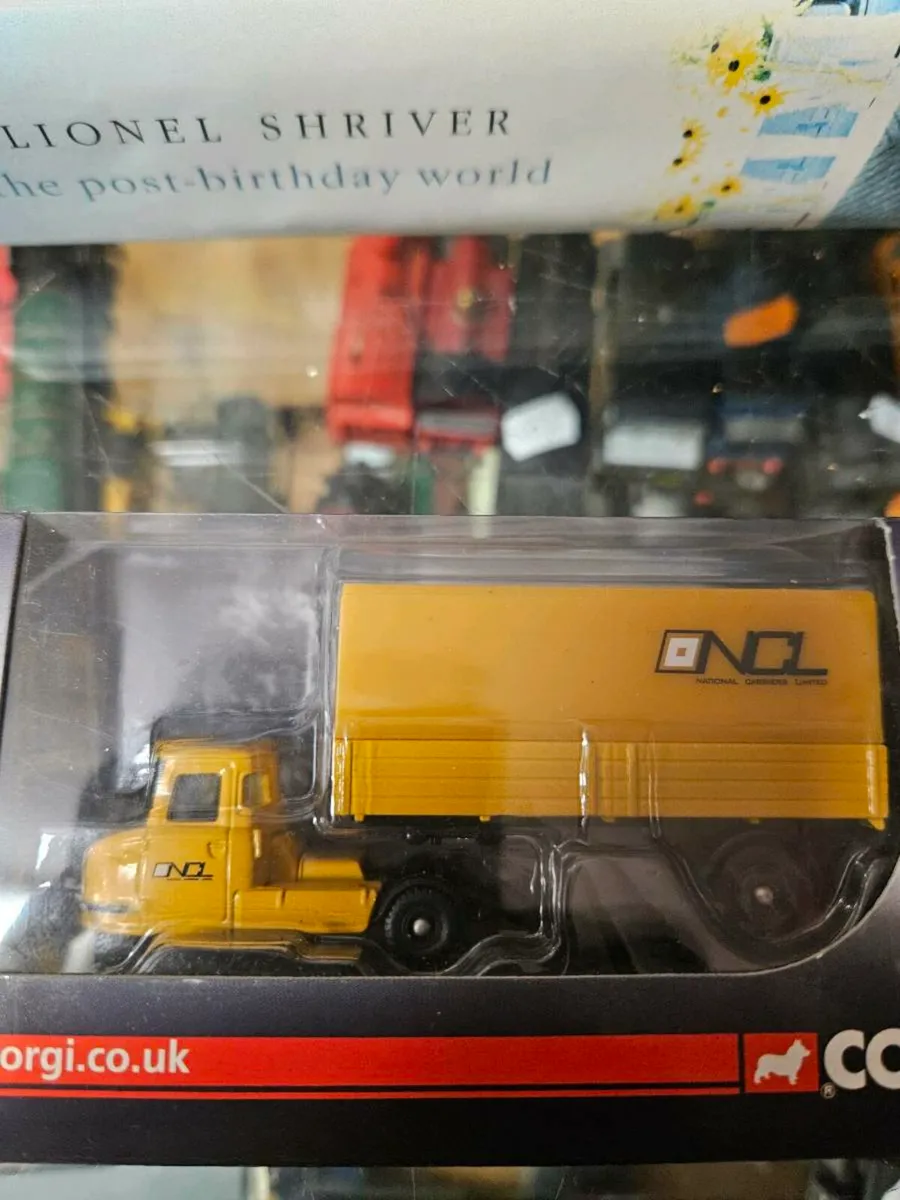 LIONEL SHRIVER
the post-birthday world
NCL
NATIONAL CARRIERS LIMITED
NCL
orgi.co.uk
® CO